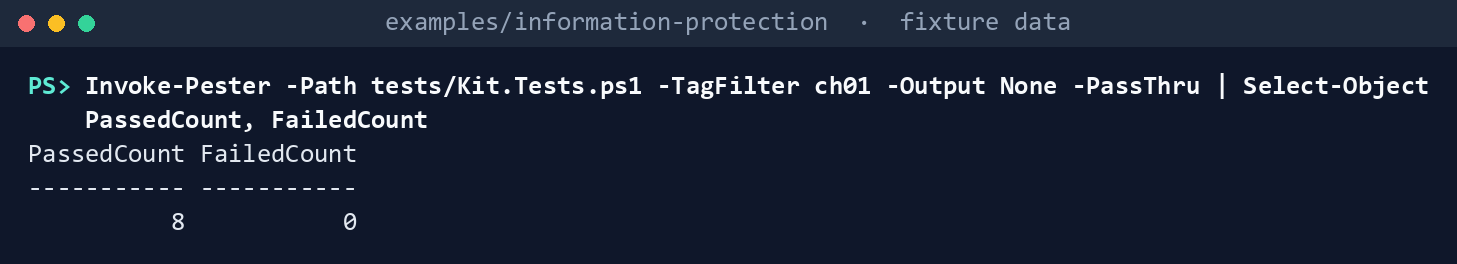 examples/information-protection · fixture data
PS> Invoke-Pester -Path tests/Kit.Tests.ps1 -TagFilter ch01 -Output None -PassThru | Select-Object
PassedCount, FailedCount
PassedCount FailedCount
----------- -----------
8 0